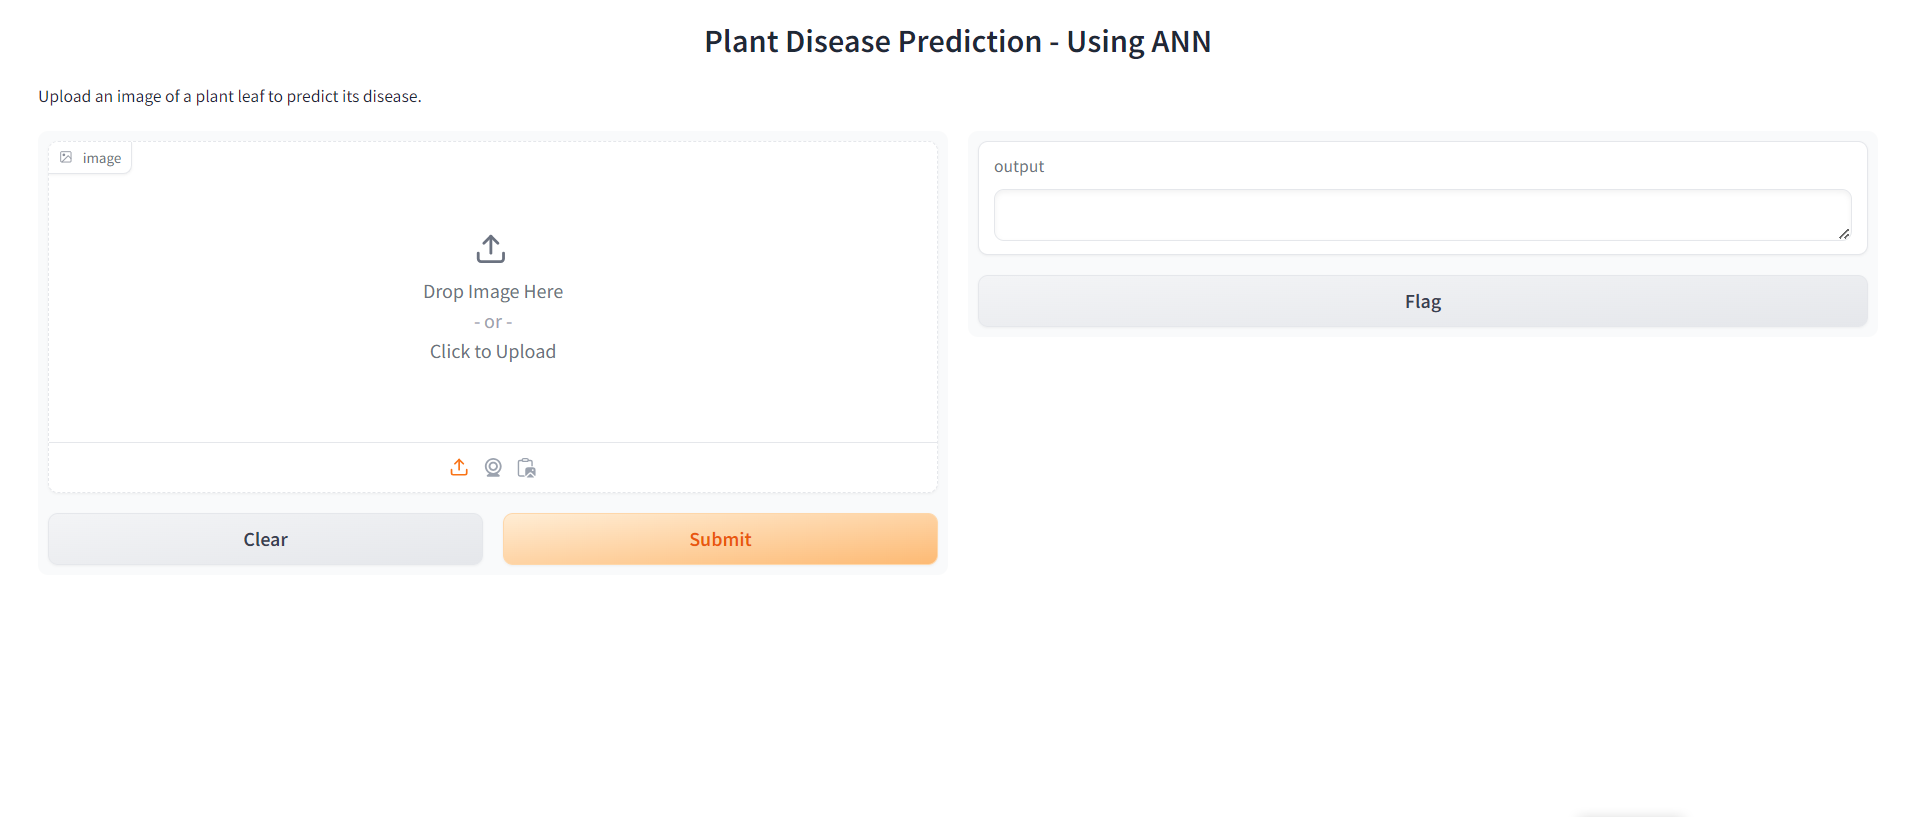 Plant Disease Prediction - Using ANN
Upload an image of a plant leaf to predict its disease.
image
Drop Image Here
- or -
Click to Upload
Clear
Submit
output
Flag